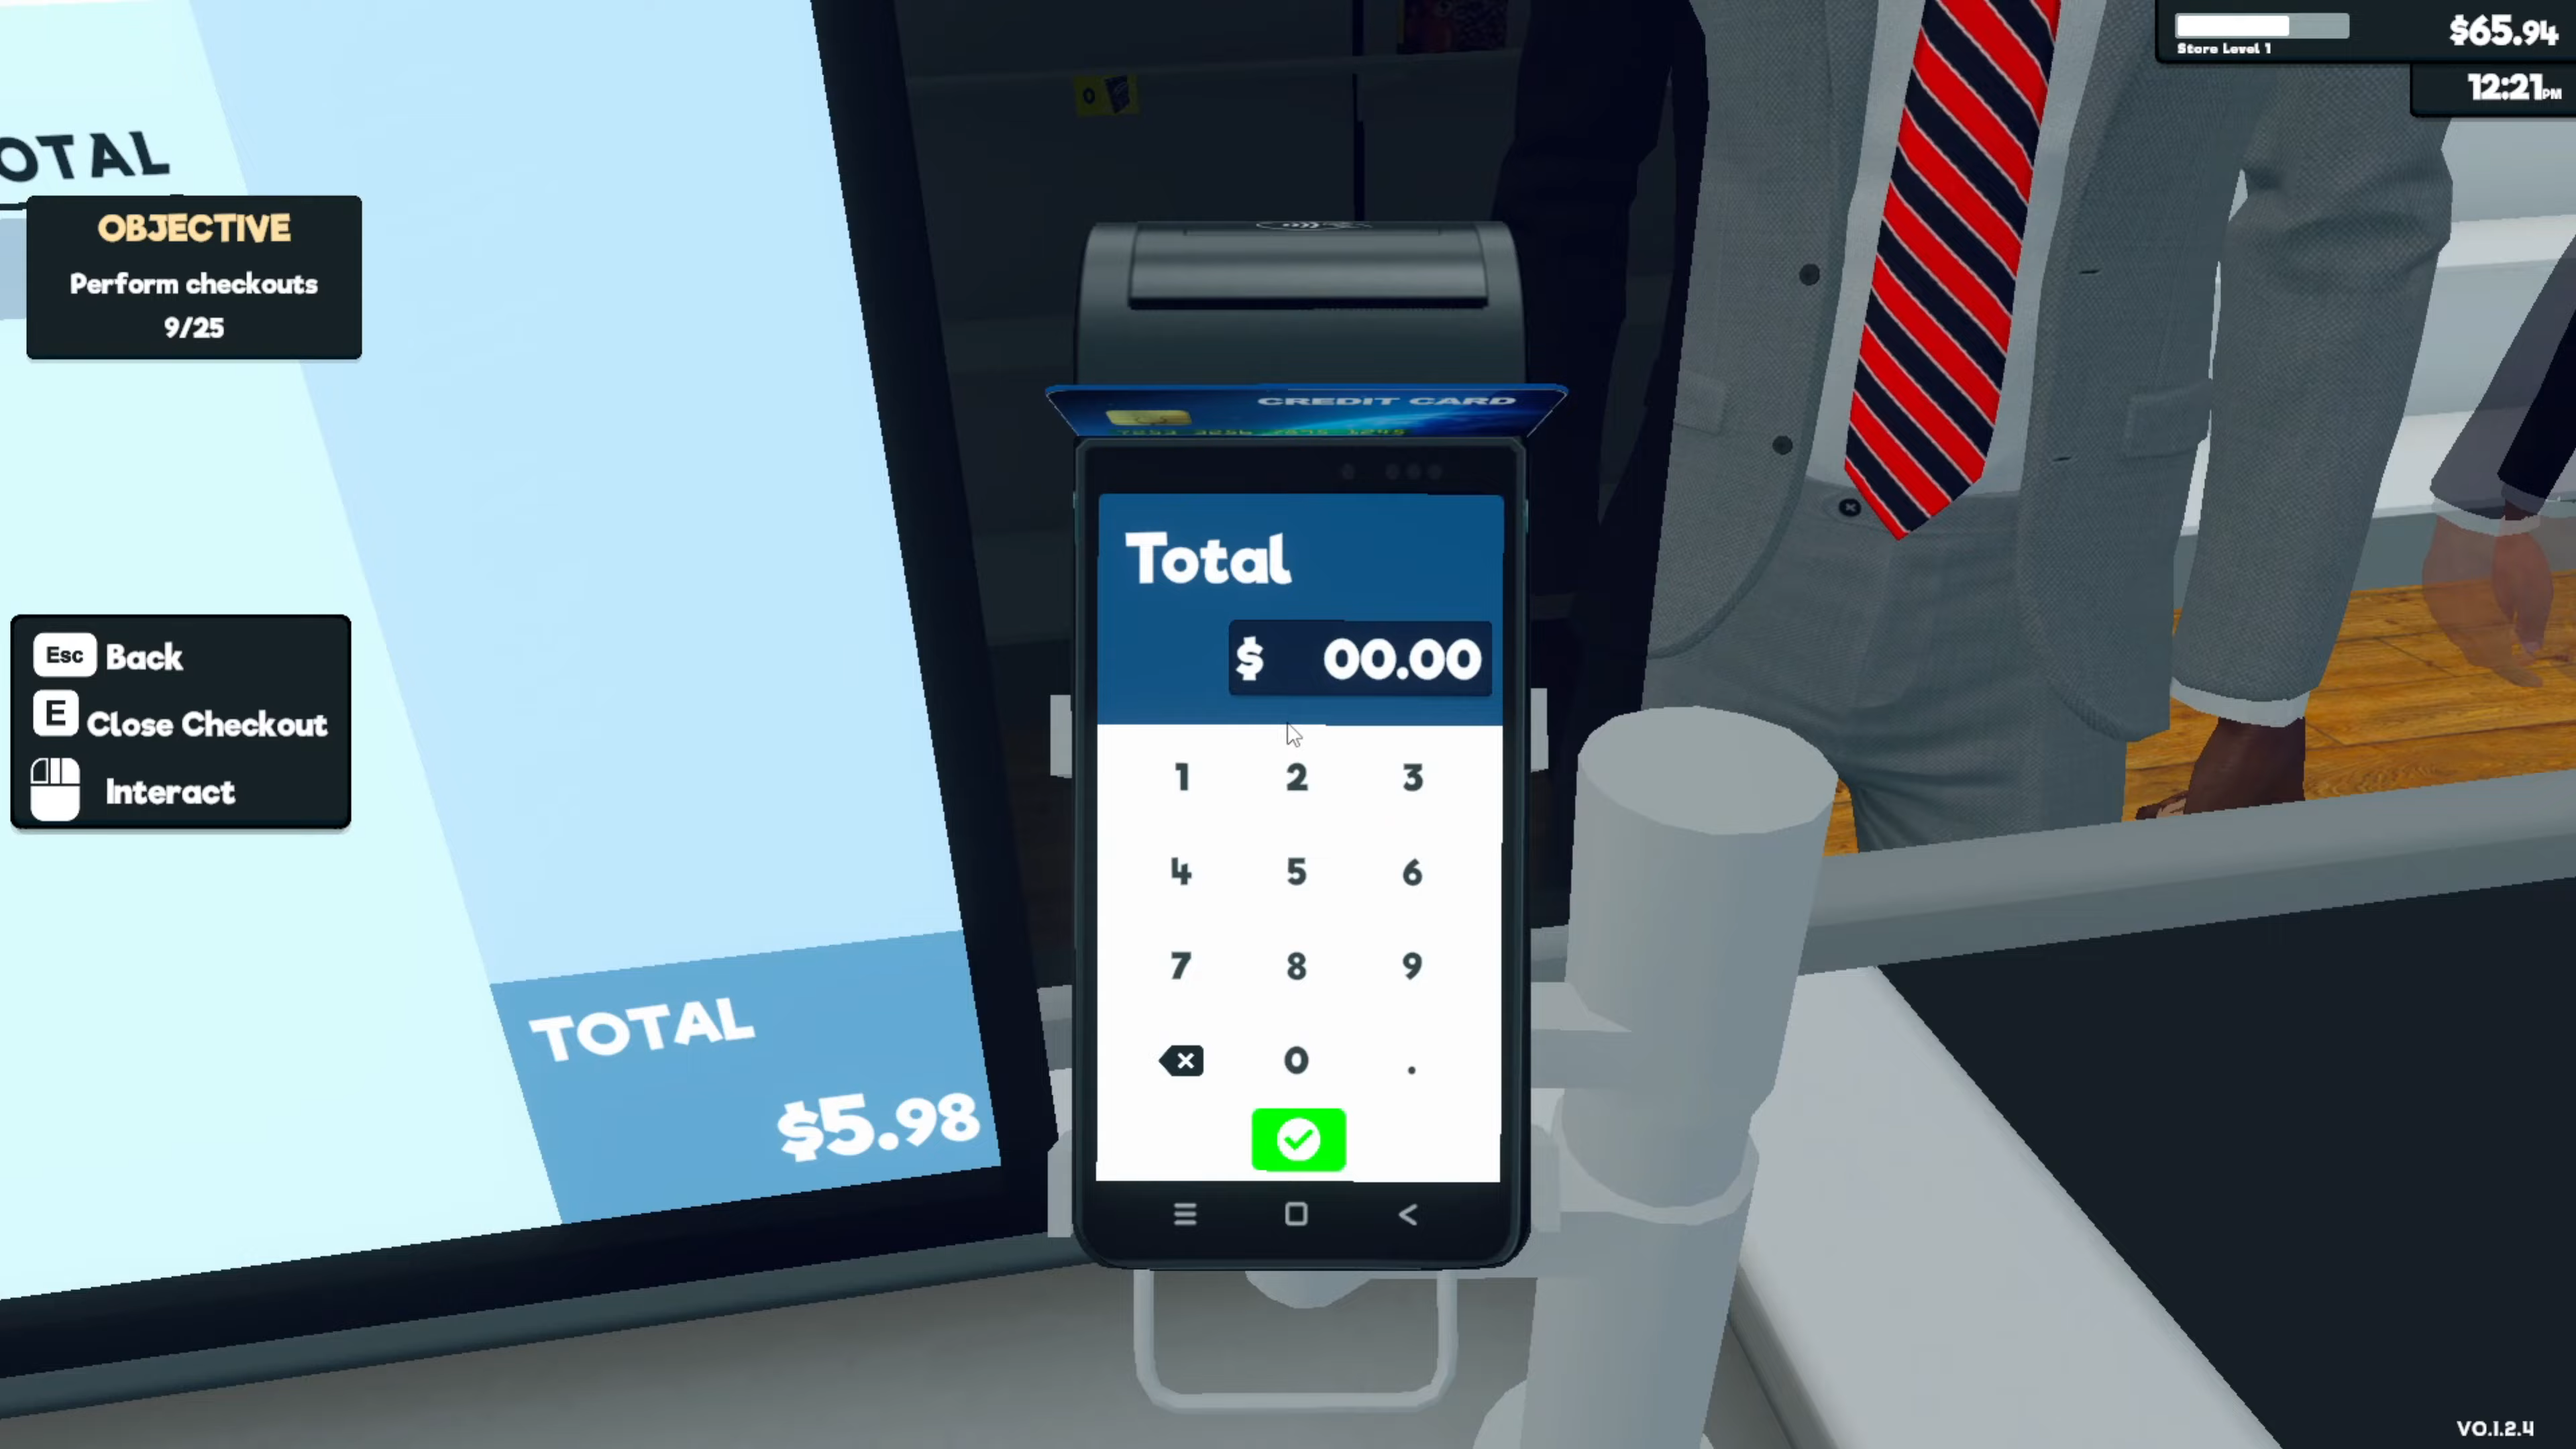 OTAL
OBJECTIVE
Perform checkouts
9/25
Esc Back
E Close Checkout
Interact
TOTAL
$5.98
CREDIT CARD
Total
$ 00.00
1 2 3
4 5 6
7 8 9
0 .
Store Level 1
$65.94
12:21PM
0
V0.1.2.4